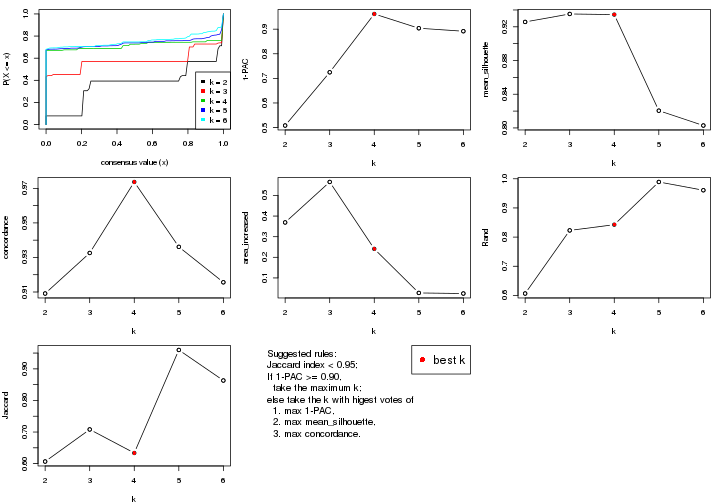 P(X <= x)
0.0 0.2 0.4 0.6 0.8 1.0
k = 2
k = 3
k = 4
k = 5
k = 6
0.0 0.2 0.4 0.6 0.8 1.0
consensus value (x)
1-PAC
0.5 0.6 0.7 0.8 0.9
2 3 4 5 6
k
mean_silhouette
0.80 0.84 0.88 0.92
2 3 4 5 6
k
concordance
0.91 0.93 0.95 0.97
2 3 4 5 6
k
area_increased
0.1 0.2 0.3 0.4 0.5
2 3 4 5 6
k
Rand
0.6 0.7 0.8 0.9 1.0
2 3 4 5 6
k
Jaccard
0.60 0.70 0.80 0.90
2 3 4 5 6
k
Suggested rules:
Jaccard index < 0.95;
If 1-PAC >= 0.90,
take the maximum k;
else take the k with higest votes of
1. max 1-PAC,
2. max mean_silhouette,
3. max concordance.
best k